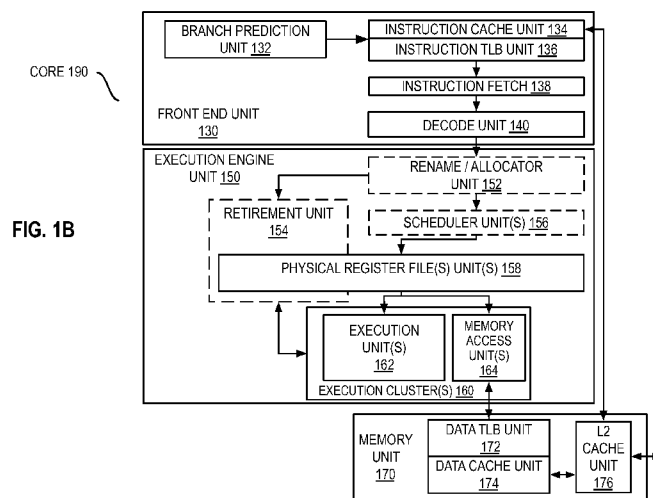 BRANCH PREDICTION
UNIT 132
INSTRUCTION CACHE UNIT 134
INSTRUCTION TLB UNIT 136
CORE 190
INSTRUCTION FETCH 138
FRONT END UNIT
130
DECODE UNIT 140
EXECUTION ENGINE
UNIT 150
RENAME / ALLOCATOR
UNIT 152
FIG. 1B
RETIREMENT UNIT
154
SCHEDULER UNIT(S) 156
PHYSICAL REGISTER FILE(S) UNIT(S) 158
EXECUTION
UNIT(S)
162
MEMORY
ACCESS
UNIT(S)
164
EXECUTION CLUSTER(S) 160
MEMORY
UNIT
170
DATA TLB UNIT
172
DATA CACHE UNIT
174
L2
CACHE
UNIT
176